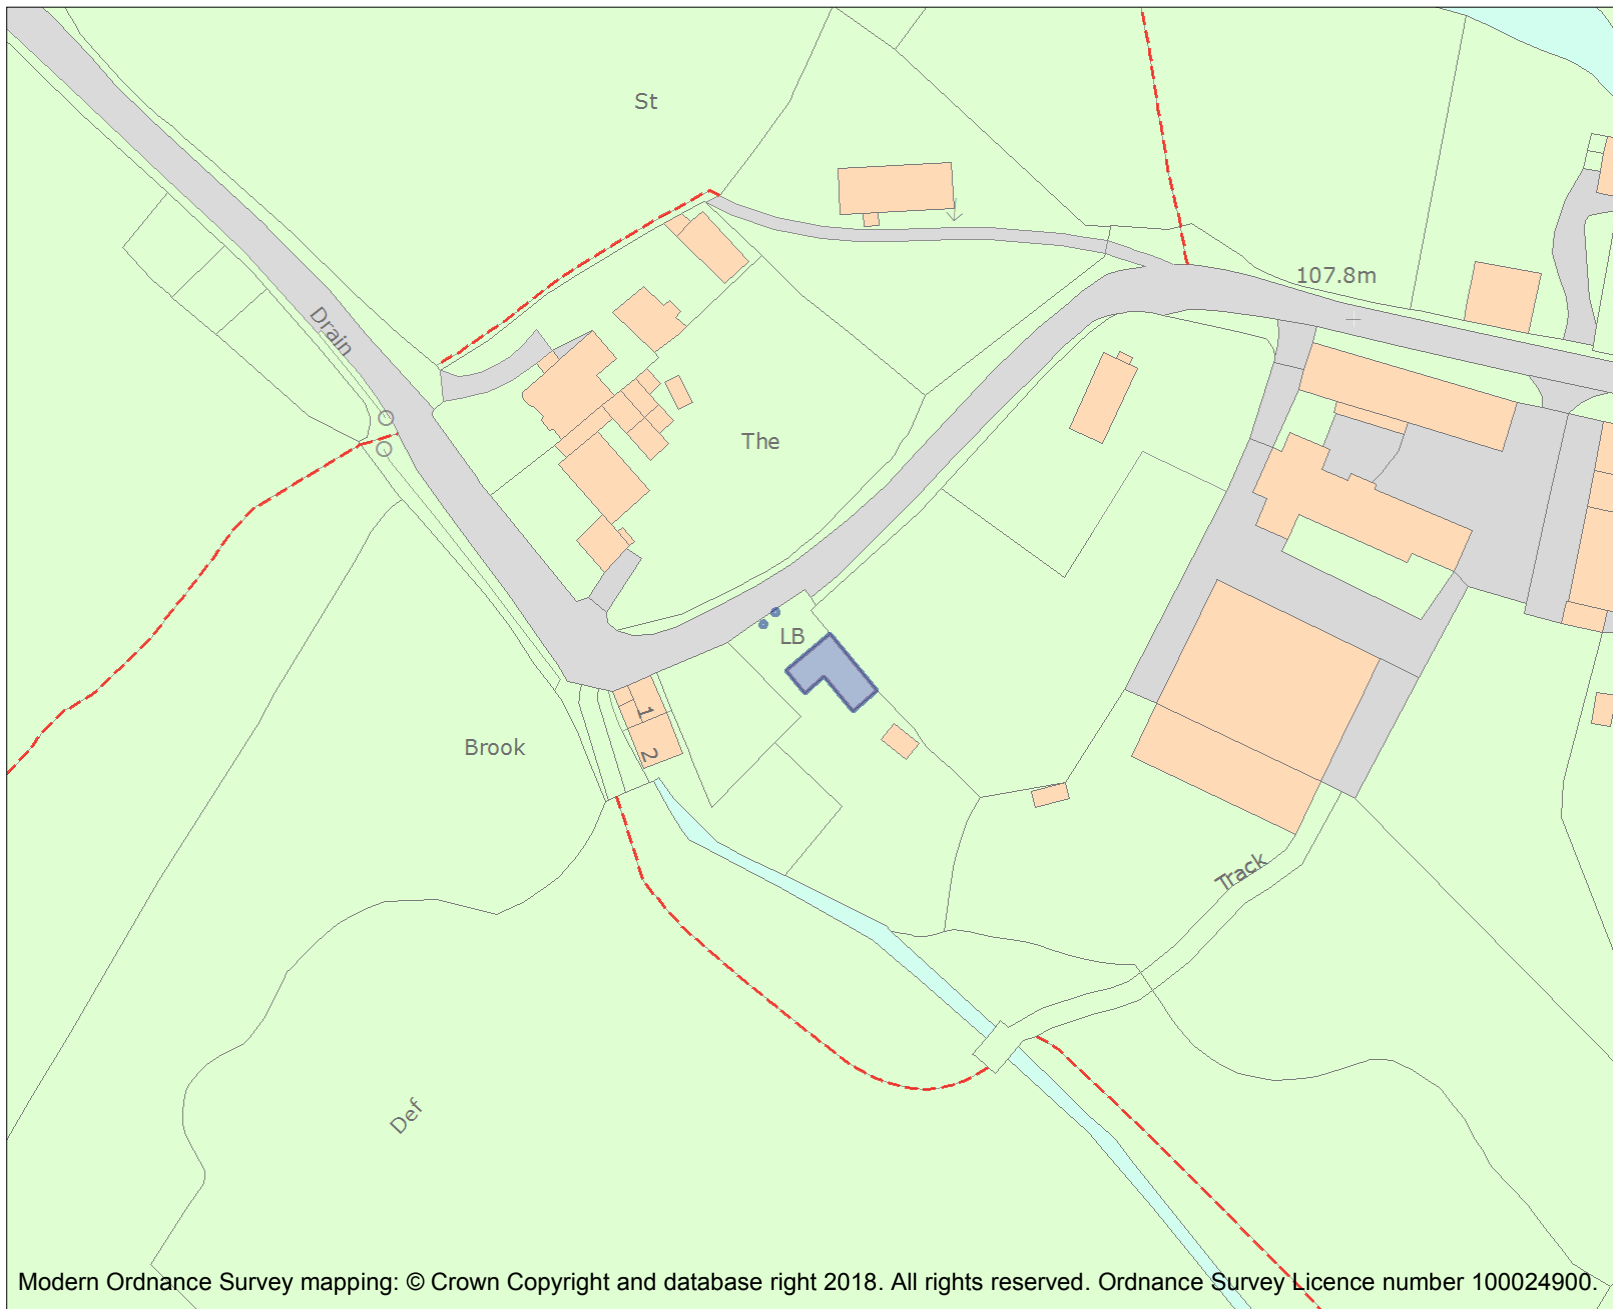 St
107.8m
Drain
The
LB
1
2
Brook
Track
Def
Modern Ordnance Survey mapping: © Crown Copyright and database right 2018. All rights reserved. Ordnance Survey Licence number 100024900.